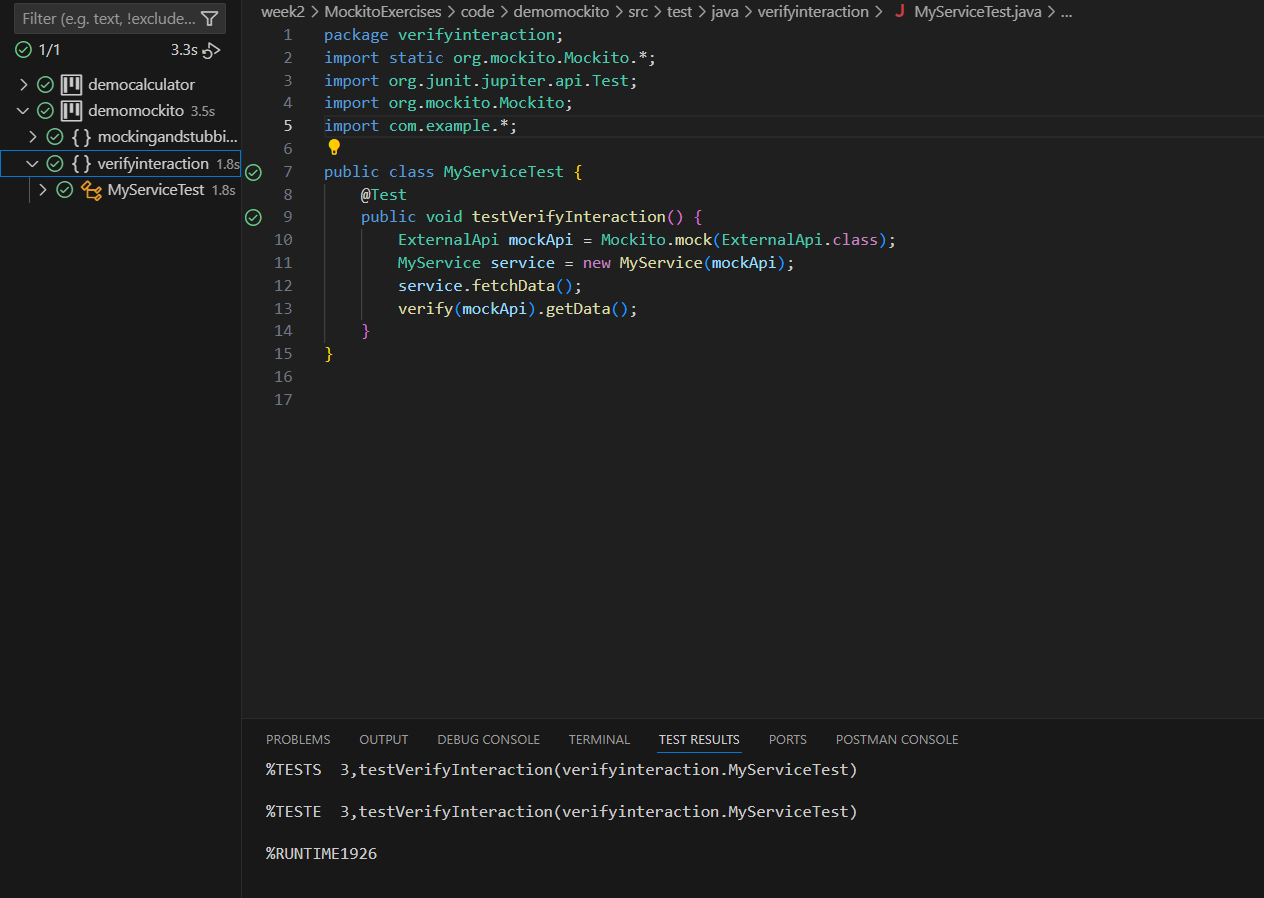 Filter (e.g. text, !exclude...
1/1 3.3s
democalculator
demomockito 3.5s
{ } mockingandstubbi...
{ } verifyinteraction 1.8s
MyServiceTest 1.8s
week2 > MockitoExercises > code > demomockito > src > test > java > verifyinteraction > J MyServiceTest.java > ...
1 package verifyinteraction;
2 import static org.mockito.Mockito.*;
3 import org.junit.jupiter.api.Test;
4 import org.mockito.Mockito;
5 import com.example.*;
6
7 public class MyServiceTest {
8 @Test
9 public void testVerifyInteraction() {
10 ExternalApi mockApi = Mockito.mock(ExternalApi.class);
11 MyService service = new MyService(mockApi);
12 service.fetchData();
13 verify(mockApi).getData();
14 }
15 }
16
17
PROBLEMS OUTPUT DEBUG CONSOLE TERMINAL TEST RESULTS PORTS POSTMAN CONSOLE
%TESTS 3,testVerifyInteraction(verifyinteraction.MyServiceTest)
%TESTE 3,testVerifyInteraction(verifyinteraction.MyServiceTest)
%RUNTIME1926